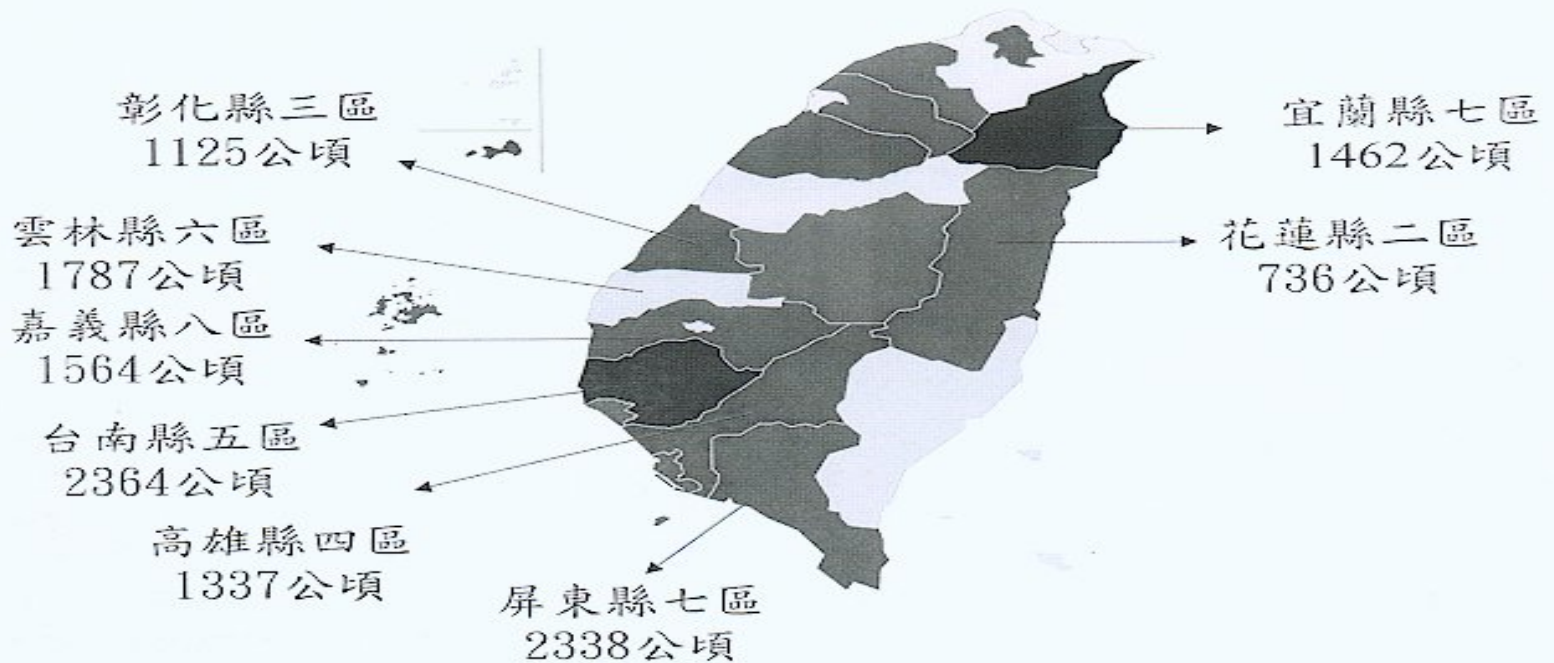 彰化縣三區
1125公頃
雲林縣六區
1787公頃
嘉義縣八區
1564公頃
台南縣五區
2364公頃
高雄縣四區
1337公頃
屏東縣七區
2338公頃
宜蘭縣七區
1462公頃
花蓮縣二區
736公頃